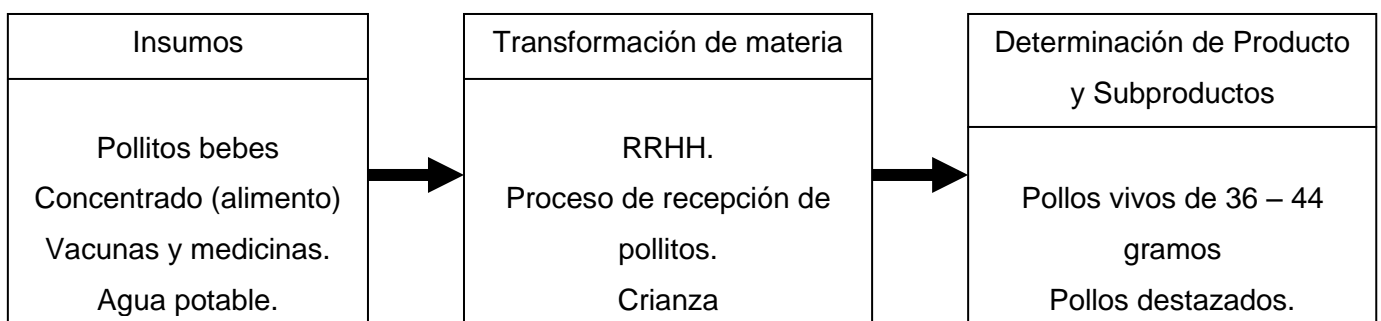 Insumos
Pollitos bebes
Concentrado (alimento)
Vacunas y medicinas.
Agua potable.
Transformación de materia
RRHH.
Proceso de recepción de
pollitos.
Crianza
Determinación de Producto
y Subproductos
Pollos vivos de 36 – 44
gramos
Pollos destazados.